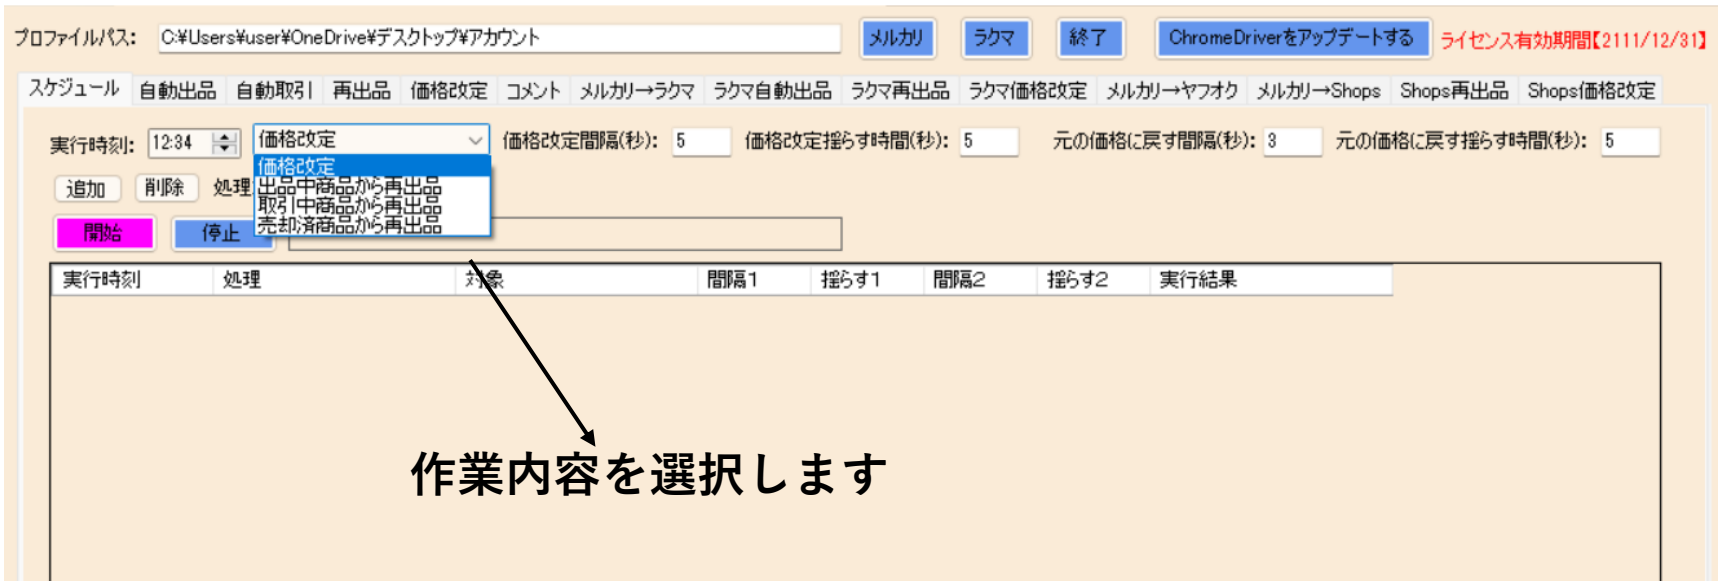 プロファイルパス: C:¥Users¥user¥OneDrive¥デスクトップ¥アカウント メルカリ ラクマ 終了 ChromeDriverをアップデートする ライセンス有効期間【2111/12/31】
スケジュール 自動出品 自動取引 再出品 価格改定 コメント メルカリ→ラクマ ラクマ自動出品 ラクマ再出品 ラクマ価格改定 メルカリ→ヤフオク メルカリ→Shops Shops再出品 Shops価格改定
実行時刻: 12:34 価格改定 価格改定間隔(秒): 5 価格改定揺らす時間(秒): 5 元の価格に戻す間隔(秒): 3 元の価格に戻す揺らす時間(秒): 5
価格改定
追加 削除 処理 出品中商品から再出品
取引中商品から再出品
売却済商品から再出品
開始 停止
実行時刻 処理 対象 間隔1 揺らす1 間隔2 揺らす2 実行結果
作業内容を選択します